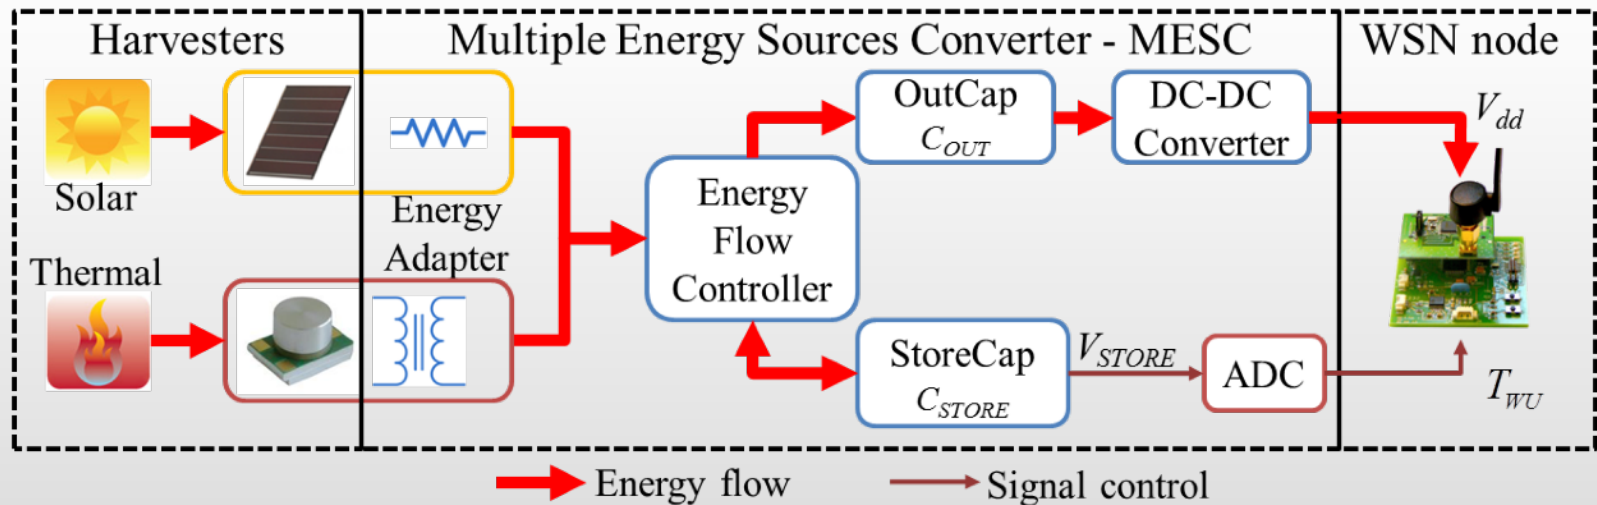 Harvesters
Multiple Energy Sources Converter - MESC
WSN node
Solar
Thermal
Energy
Adapter
Energy
Flow
Controller
OutCap
C_OUT
DC-DC
Converter
V_dd
StoreCap
C_STORE
V_STORE
ADC
T_WU
Energy flow
Signal control